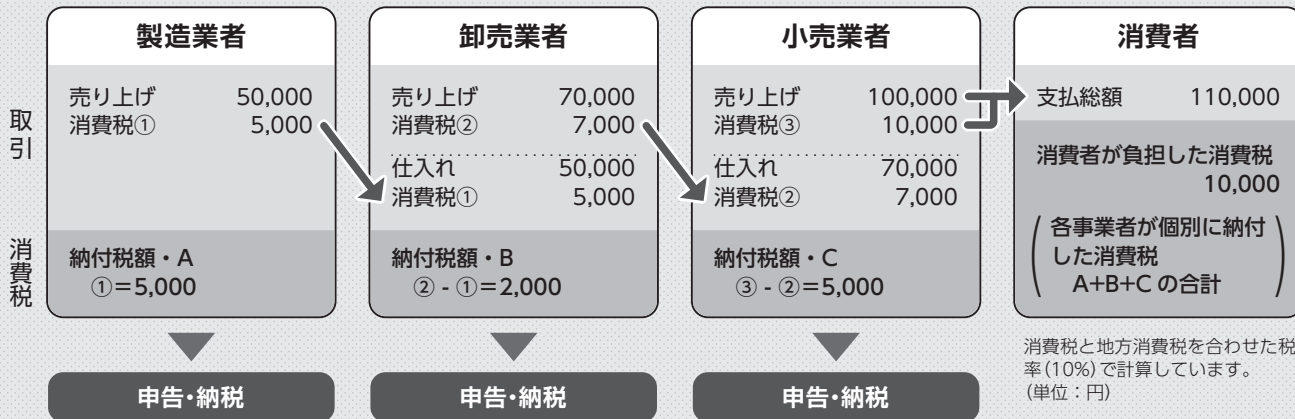 製造業者
卸売業者
小売業者
消費者
取引
売り上げ 50,000
消費税① 5,000
売り上げ 70,000
消費税② 7,000
仕入れ 50,000
消費税① 5,000
売り上げ 100,000
消費税③ 10,000
仕入れ 70,000
消費税② 7,000
支払総額 110,000
消費者が負担した消費税
10,000
各事業者が個別に納付
した消費税
A+B+C の合計
消費税
納付税額・A
①=5,000
納付税額・B
② - ①=2,000
納付税額・C
③ - ②=5,000
申告・納税
申告・納税
申告・納税
消費税と地方消費税を合わせた税
率(10%)で計算しています。
(単位:円)